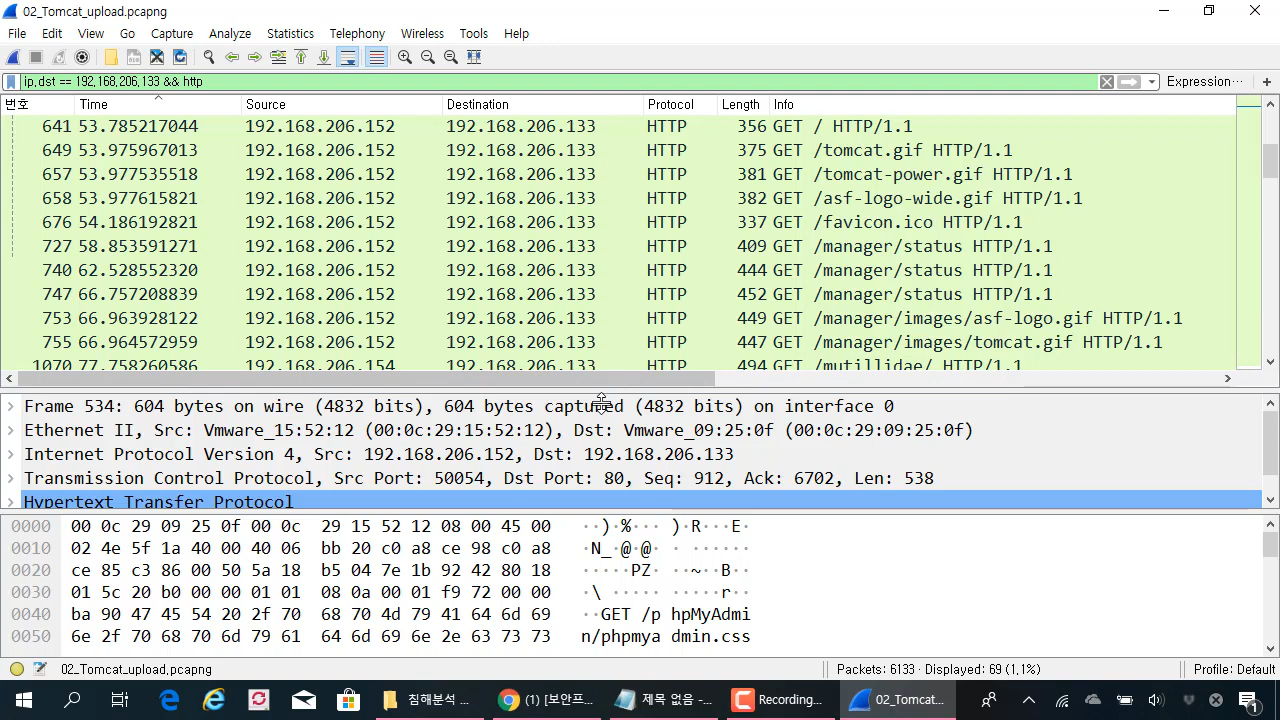 02_Tomcat_upload.pcapng
File Edit View Go Capture Analyze Statistics Telephony Wireless Tools Help
ip,dst == 192,168,206,133 && http
Expression…
번호 Time Source Destination Protocol Length Info
641 53.785217044 192.168.206.152 192.168.206.133 HTTP 356 GET / HTTP/1.1
649 53.975967013 192.168.206.152 192.168.206.133 HTTP 375 GET /tomcat.gif HTTP/1.1
657 53.977535518 192.168.206.152 192.168.206.133 HTTP 381 GET /tomcat-power.gif HTTP/1.1
658 53.977615821 192.168.206.152 192.168.206.133 HTTP 382 GET /asf-logo-wide.gif HTTP/1.1
676 54.186192821 192.168.206.152 192.168.206.133 HTTP 337 GET /favicon.ico HTTP/1.1
727 58.853591271 192.168.206.152 192.168.206.133 HTTP 409 GET /manager/status HTTP/1.1
740 62.528552320 192.168.206.152 192.168.206.133 HTTP 444 GET /manager/status HTTP/1.1
747 66.757208839 192.168.206.152 192.168.206.133 HTTP 452 GET /manager/status HTTP/1.1
753 66.963928122 192.168.206.152 192.168.206.133 HTTP 449 GET /manager/images/asf-logo.gif HTTP/1.1
755 66.964572959 192.168.206.152 192.168.206.133 HTTP 447 GET /manager/images/tomcat.gif HTTP/1.1
1070 77.758260586 192.168.206.154 192.168.206.133 HTTP 494 GET /mutillidae/ HTTP/1.1
Frame 534: 604 bytes on wire (4832 bits), 604 bytes captured (4832 bits) on interface 0
Ethernet II, Src: Vmware_15:52:12 (00:0c:29:15:52:12), Dst: Vmware_09:25:0f (00:0c:29:09:25:0f)
Internet Protocol Version 4, Src: 192.168.206.152, Dst: 192.168.206.133
Transmission Control Protocol, Src Port: 50054, Dst Port: 80, Seq: 912, Ack: 6702, Len: 538
Hypertext Transfer Protocol
0000 00 0c 29 09 25 0f 00 0c 29 15 52 12 08 00 45 00 ··)·%··· )·R···E·
0010 02 4e 5f 1a 40 00 40 06 bb 20 c0 a8 ce 98 c0 a8 ·N_·@·@· · ······
0020 ce 85 c3 86 00 50 5a 18 b5 04 7e 1b 92 42 80 18 ·····PZ· ··~··B··
0030 01 5c 20 b0 00 00 01 01 08 0a 00 01 f9 72 00 00 ·\ ····· ·····r··
0040 ba 90 47 45 54 20 2f 70 68 70 4d 79 41 64 6d 69 ··GET /p hpMyAdmi
0050 6e 2f 70 68 70 6d 79 61 64 6d 69 6e 2e 63 73 73 n/phpmya dmin.css
02_Tomcat_upload.pcapng
Packets: 6133 · Displayed: 69 (1,1%)
Profile: Default
침해분석 ...
(1) [보안프...
제목 없음 -...
Recording...
02_Tomcat...
1